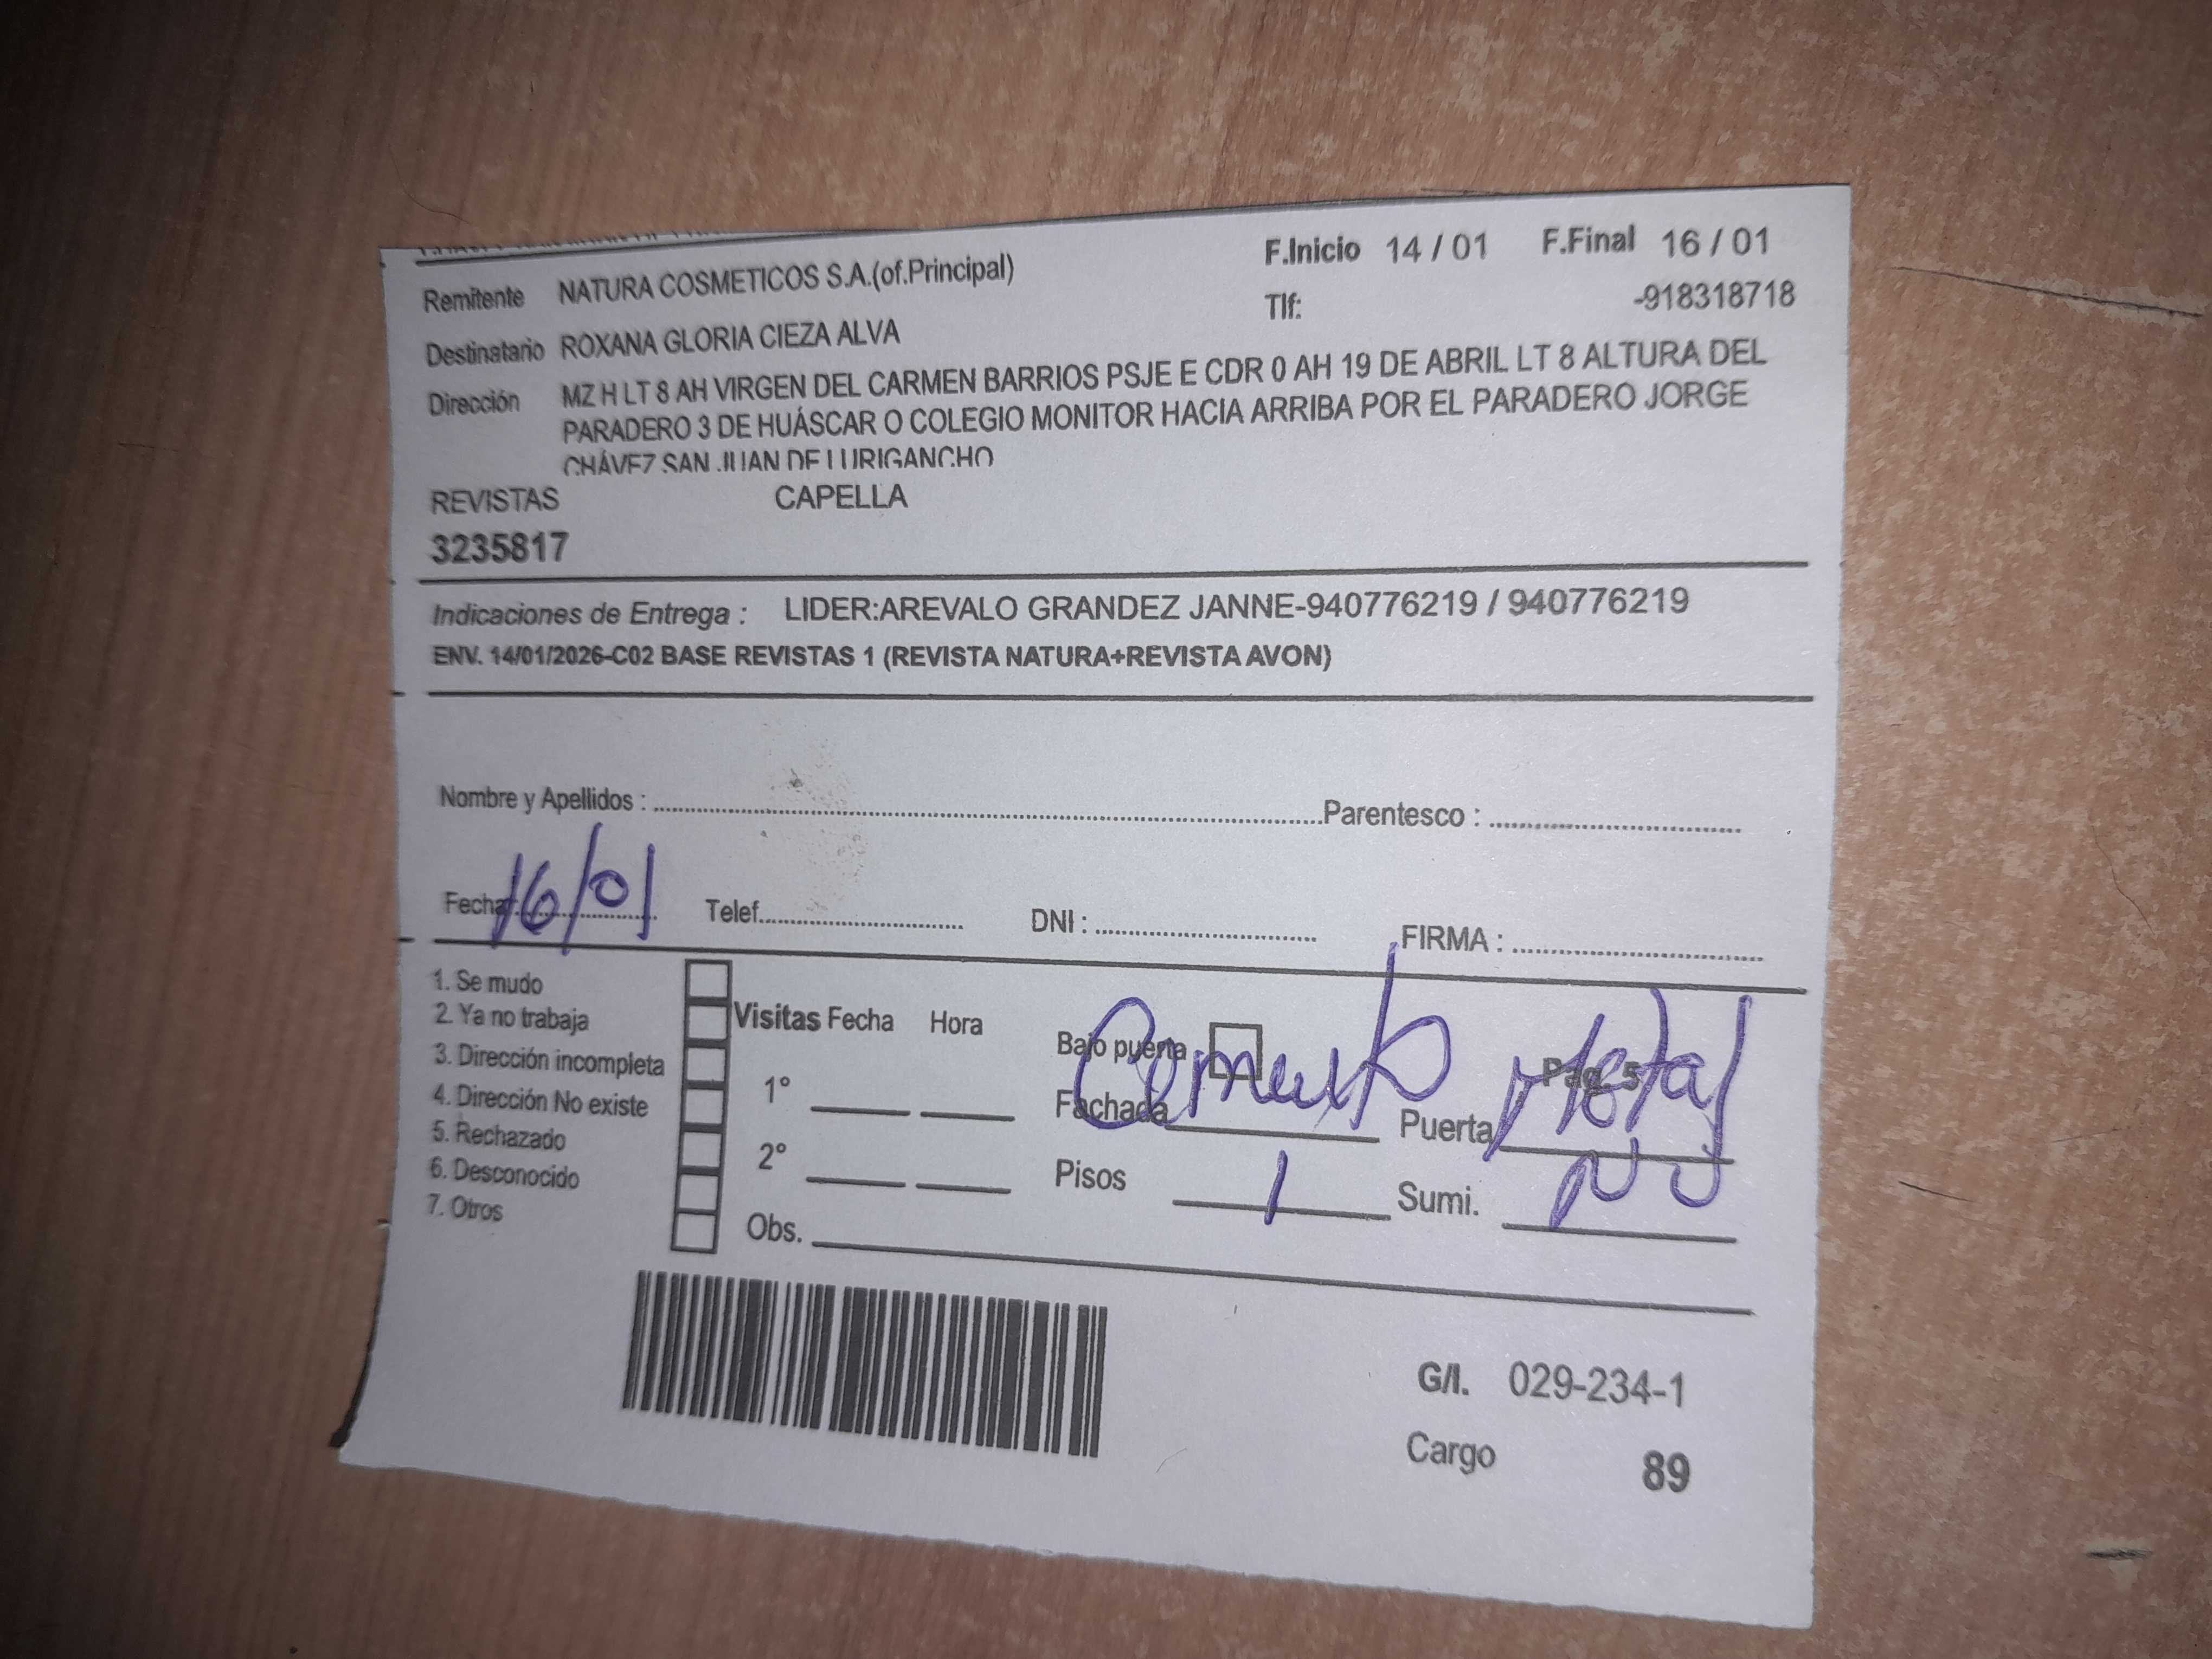 F.Inicio 14 / 01 F.Final 16 / 01
Remitente NATURA COSMETICOS S.A.(of.Principal)
Tlf: -918318718
Destinatario ROXANA GLORIA CIEZA ALVA
Dirección MZ H LT 8 AH VIRGEN DEL CARMEN BARRIOS PSJE E CDR 0 AH 19 DE ABRIL LT 8 ALTURA DEL
PARADERO 3 DE HUÁSCAR O COLEGIO MONITOR HACIA ARRIBA POR EL PARADERO JORGE
CHÁVEZ SAN JUAN DE LURIGANCHO
REVISTAS CAPELLA
3235817
Indicaciones de Entrega : LIDER:AREVALO GRANDEZ JANNE-940776219 / 940776219
ENV. 14/01/2026-C02 BASE REVISTAS 1 (REVISTA NATURA+REVISTA AVON)
Nombre y Apellidos : Parentesco :
Fecha: 16/01 Telef. DNI : FIRMA :
1. Se mudo
2. Ya no trabaja
3. Dirección incompleta
4. Dirección No existe
5. Rechazado
6. Desconocido
7. Otros
Visitas Fecha Hora
1°
2°
Obs.
Bajo puerta Pag. 5
Fachada Cemento Puerta Metal
Pisos 1 Sumi.
G/I. 029-234-1
Cargo 89